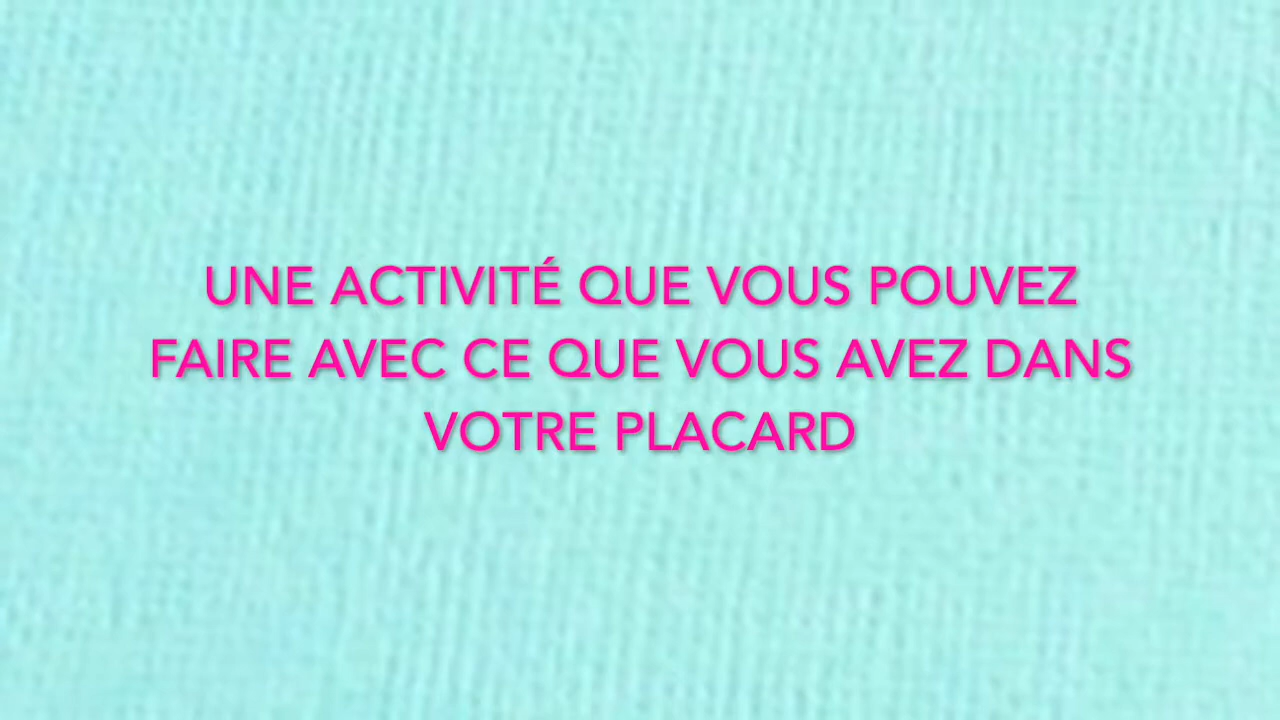 UNE ACTIVITÉ QUE VOUS POUVEZ
FAIRE AVEC CE QUE VOUS AVEZ DANS
VOTRE PLACARD